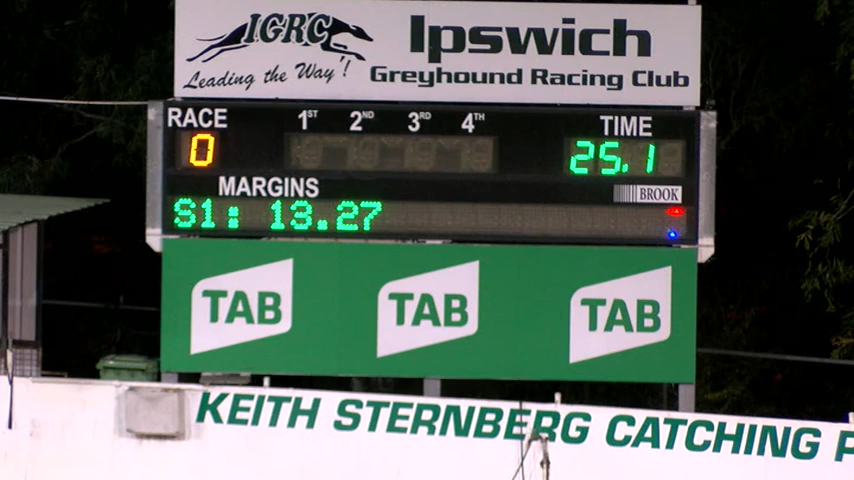 IGRC
Leading the Way!
Ipswich
Greyhound Racing Club
RACE 1ST 2ND 3RD 4TH TIME
0 25.1
MARGINS BROOK
S1: 13.27
TAB TAB TAB
KEITH STERNBERG CATCHING P